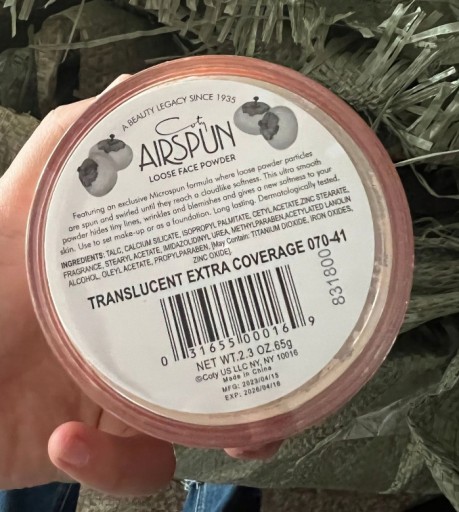 A BEAUTY LEGACY SINCE 1935
Coty
AIRSPUN
LOOSE FACE POWDER
Featuring an exclusive Microspun formula where loose powder particles
are spun and swirled until they reach a cloudlike softness. This ultra smooth
powder hides tiny lines, wrinkles and blemishes and gives a new softness to your
skin. Use to set make-up or as a foundation. Long lasting. Dermatologically tested.
INGREDIENTS: TALC, CALCIUM SILICATE, ISOPROPYL PALMITATE, CETYL ACETATE, ZINC STEARATE,
FRAGRANCE, STEARYL ACETATE, IMIDAZOLIDINYL UREA, METHYLPARABEN, ACETYLATED LANOLIN
ALCOHOL, OLEYL ACETATE, PROPYLPARABEN. [May Contain: TITANIUM DIOXIDE, IRON OXIDES,
ZINC OXIDE].
TRANSLUCENT EXTRA COVERAGE 070-41
831800
0 31655 00016 9
NET WT.2.3 OZ.65g
©Coty US LLC NY, NY 10016
Made in China
MFG: 2023/04/15
EXP: 2026/04/16